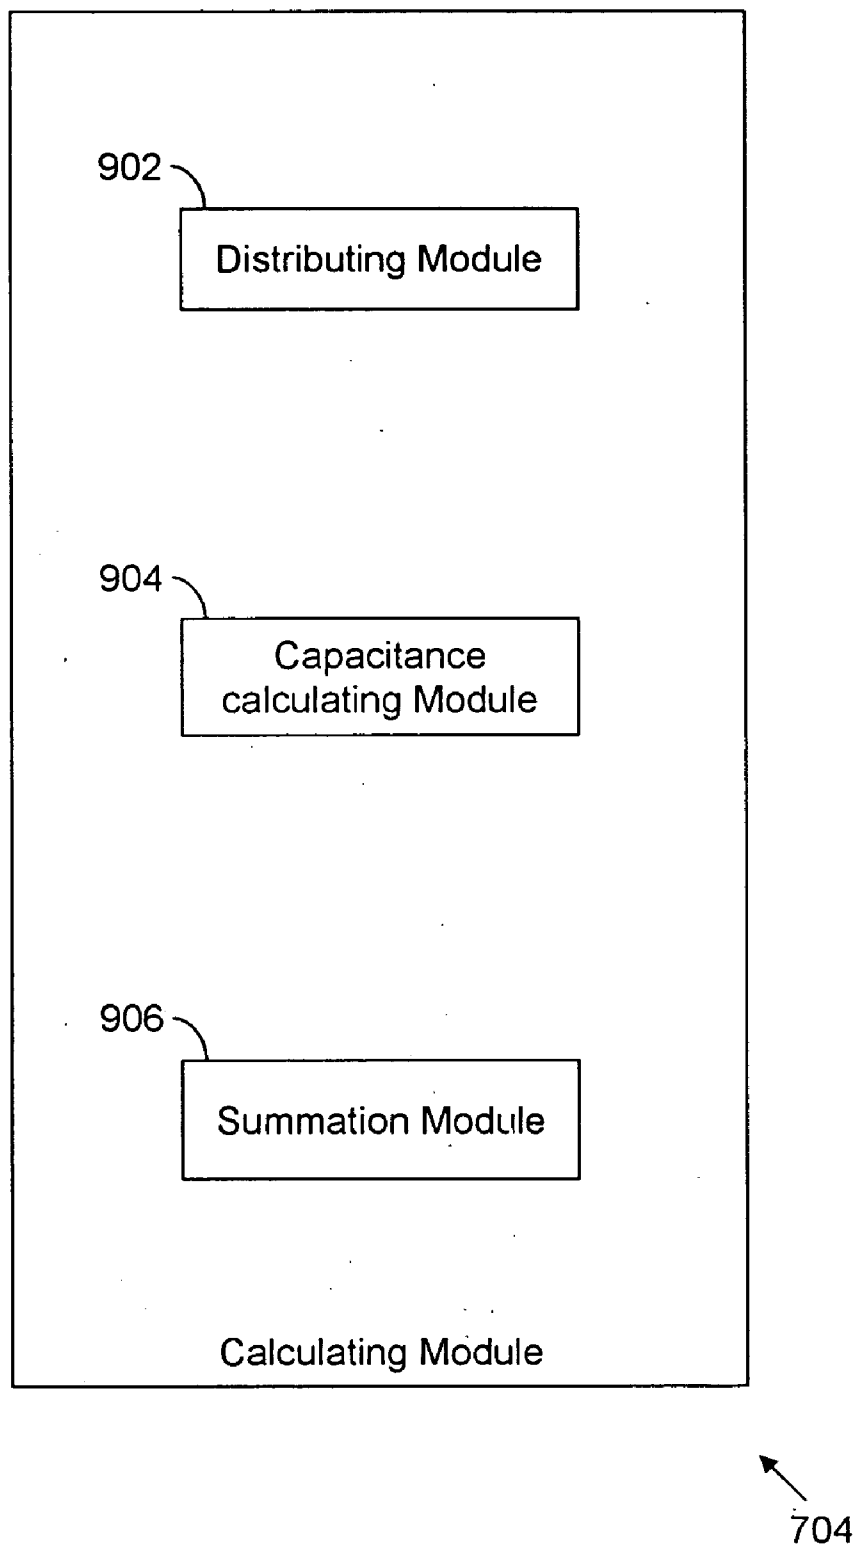 902
Distributing Module
904
Capacitance
calculating Module
906
Summation Module
Calculating Module
704